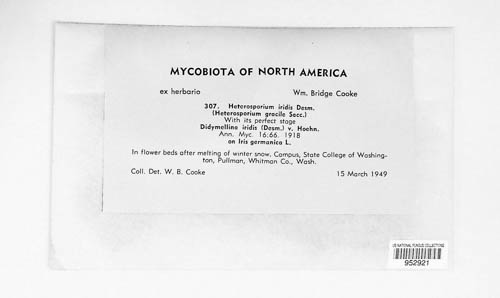 MYCOBIOTA OF NORTH AMERICA
ex herbario Wm. Bridge Cooke
307. Heterosporium iridis Desm.
(Heterosporium gracile Sacc.)
With its perfect stage
Didymellina iridis (Desm.) v. Hoehn.
Ann. Myc. 16:66. 1918
on Iris germanica L.
In flower beds after melting of winter snow. Campus, State College of Washing-
ton, Pullman, Whitman Co., Wash.
Coll. Det. W. B. Cooke 15 March 1949
US NATIONAL FUNGUS COLLECTIONS
952921